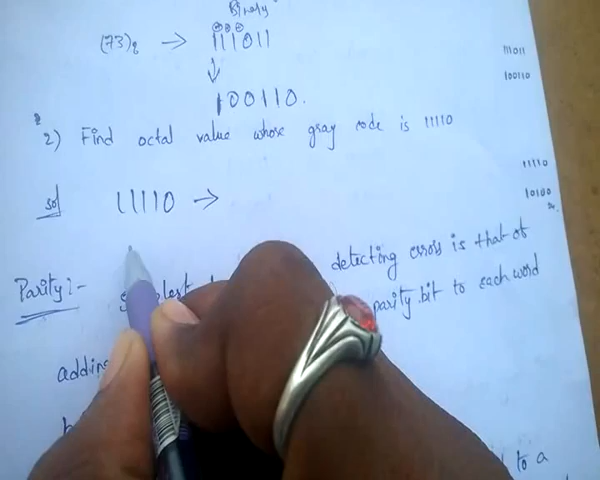 Binary
(73)8 → 111011
↓
100110.
111011
100110
2) Find octal value whose gray code is 11110
11110
10100
sol 11110 →
Parity :- detecting errors is that of
adding parity bit to each word
to a